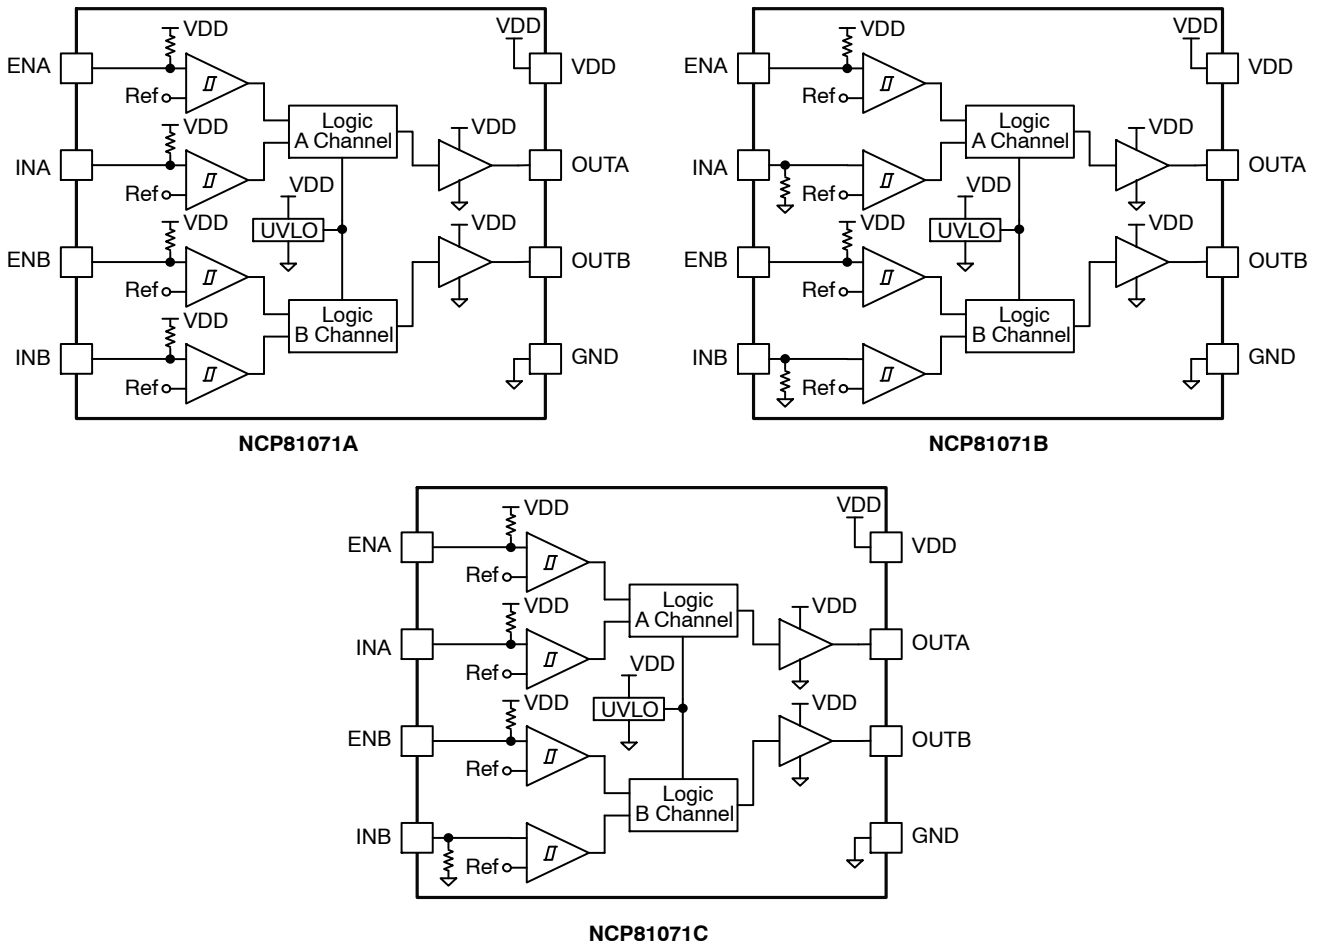 VDD
VDD
ENA
VDD
Ref
VDD
Logic
A Channel
VDD
INA
OUTA
Ref
VDD
VDD
VDD
UVLO
ENB
OUTB
Ref
VDD
Logic
B Channel
INB
GND
Ref
NCP81071A
VDD
VDD
ENA
VDD
Ref
Logic
A Channel
VDD
INA
OUTA
Ref
VDD
VDD
VDD
UVLO
ENB
OUTB
Ref
Logic
B Channel
INB
GND
Ref
NCP81071B
VDD
VDD
ENA
VDD
Ref
VDD
Logic
A Channel
VDD
INA
OUTA
Ref
VDD
VDD
VDD
UVLO
ENB
OUTB
Ref
Logic
B Channel
INB
GND
Ref
NCP81071C